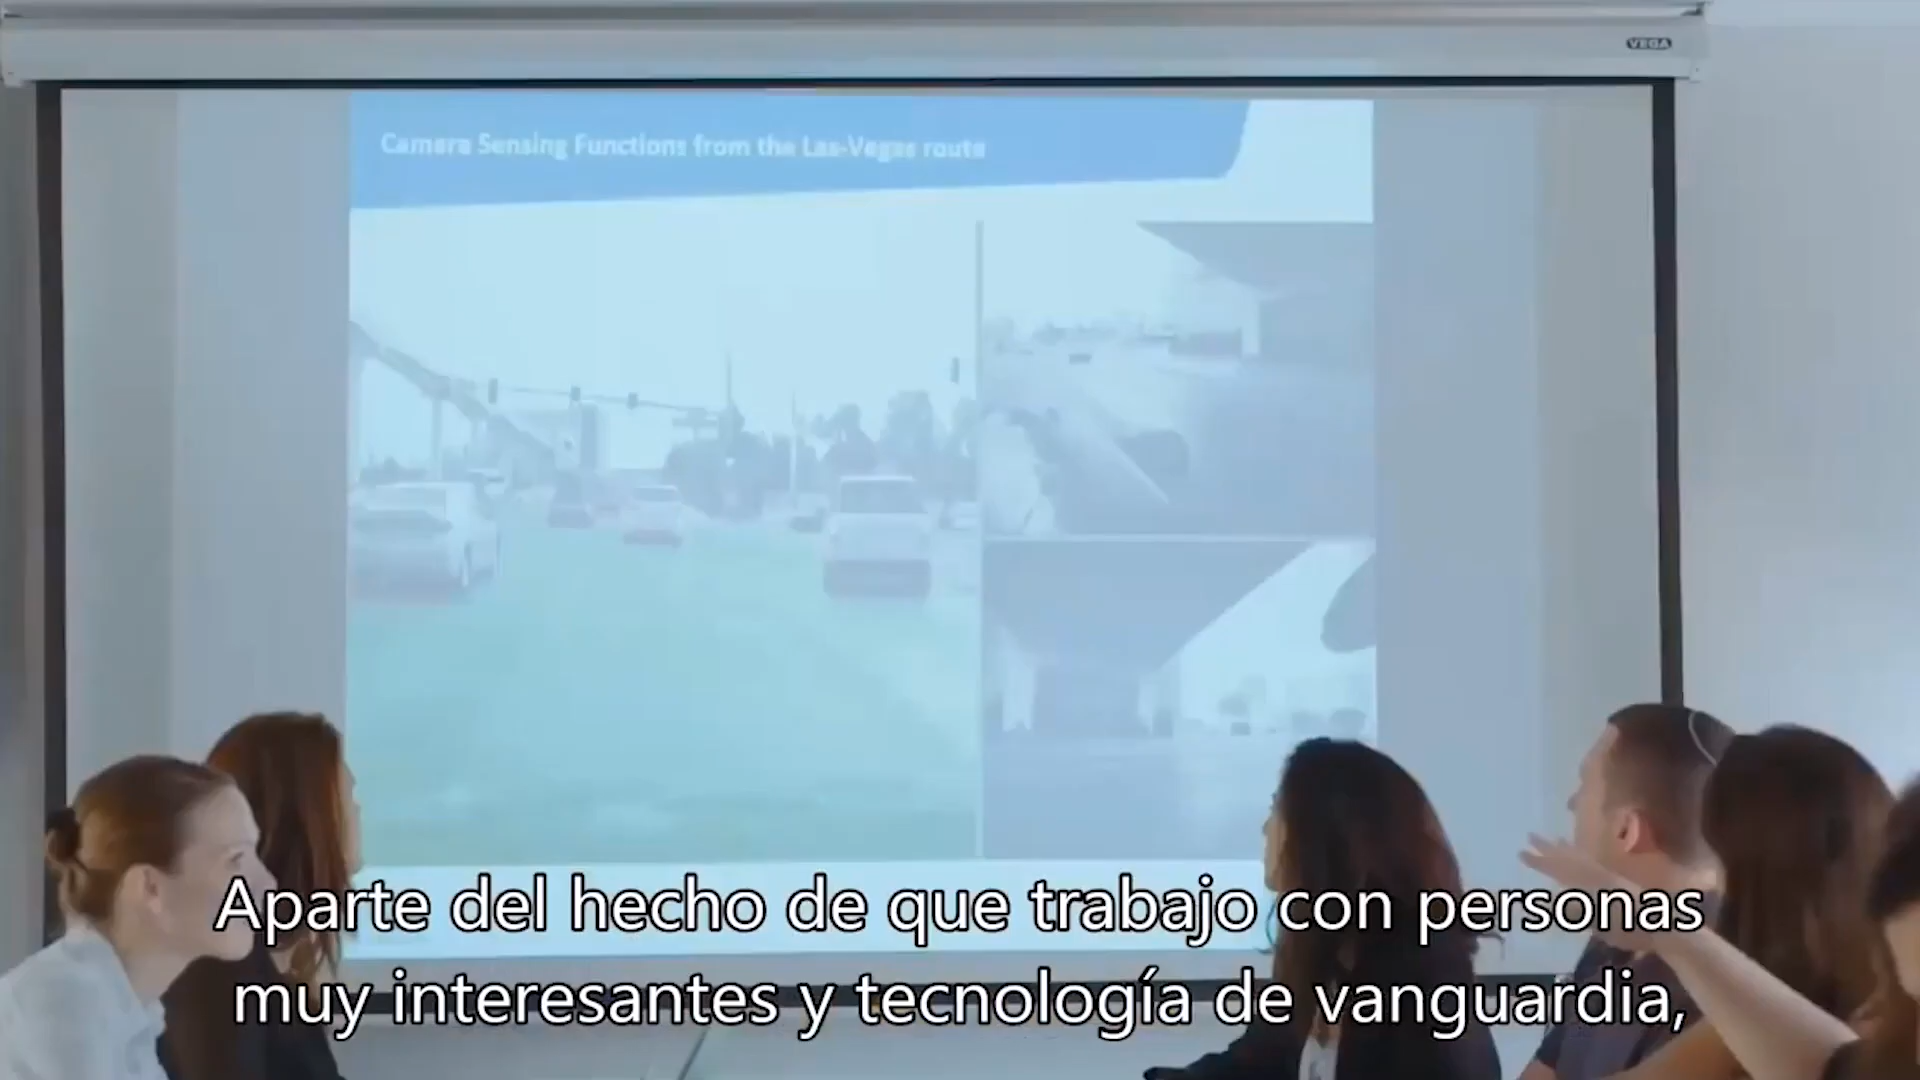 VEGA
Camera Sensing Functions from the Las-Vegas route
Aparte del hecho de que trabajo con personas
muy interesantes y tecnología de vanguardia,